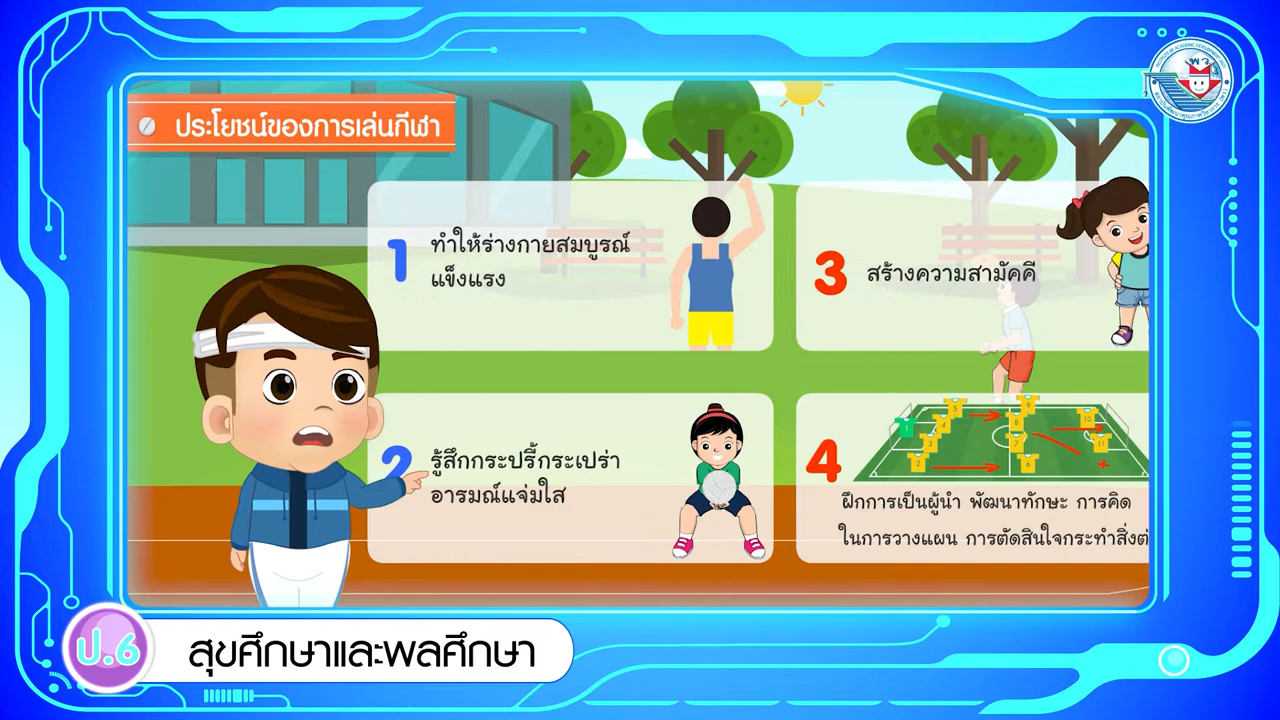 ประโยชน์ของการเล่นกีฬา
1
ทำให้ร่างกายสมบูรณ์
แข็งแรง
2
รู้สึกกระปรี้กระเปร่า
อารมณ์แจ่มใส
3
สร้างความสามัคคี
4
ฝึกการเป็นผู้นำ พัฒนาทักษะ การคิด
ในการวางแผน การตัดสินใจกระทำสิ่งต่
ป.6
สุขศึกษาและพลศึกษา
พว